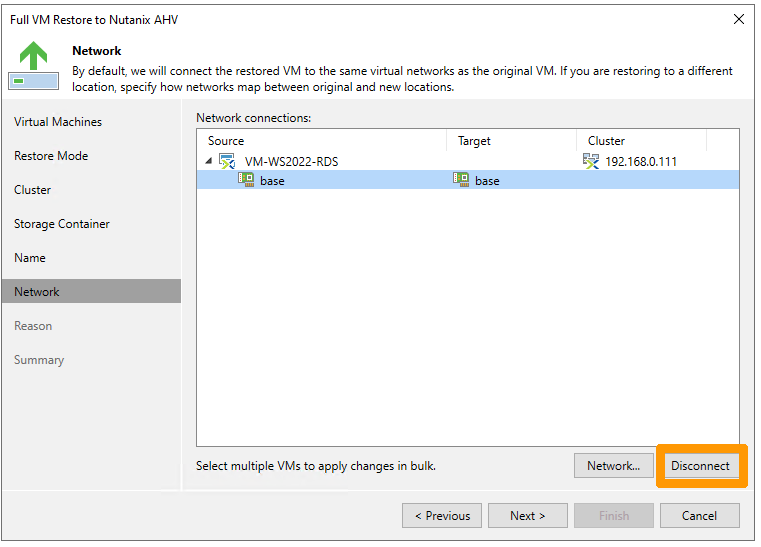 Full VM Restore to Nutanix AHV
Network
By default, we will connect the restored VM to the same virtual networks as the original VM. If you are restoring to a different
location, specify how networks map between original and new locations.
Virtual Machines
Restore Mode
Cluster
Storage Container
Name
Network
Reason
Summary
Network connections:
Source Target Cluster
VM-WS2022-RDS 192.168.0.111
base base
Select multiple VMs to apply changes in bulk.
Network... Disconnect
< Previous Next > Finish Cancel